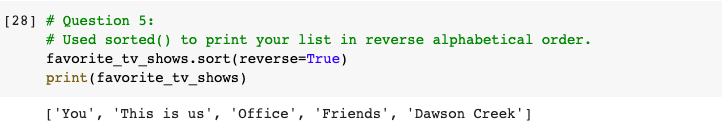 [28] # Question 5:
# Used sorted() to print your list in reverse alphabetical order.
favorite_tv_shows.sort(reverse=True)
print(favorite_tv_shows)
['You', 'This is us', 'Office', 'Friends', 'Dawson Creek']